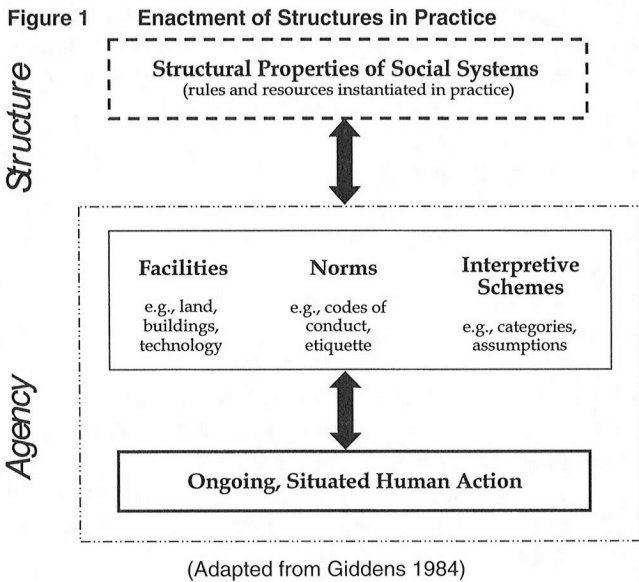 Figure 1 Enactment of Structures in Practice
Structure
Structural Properties of Social Systems
(rules and resources instantiated in practice)
Agency
Facilities
e.g., land,
buildings,
technology
Norms
e.g., codes of
conduct,
etiquette
Interpretive
Schemes
e.g., categories,
assumptions
Ongoing, Situated Human Action
(Adapted from Giddens 1984)